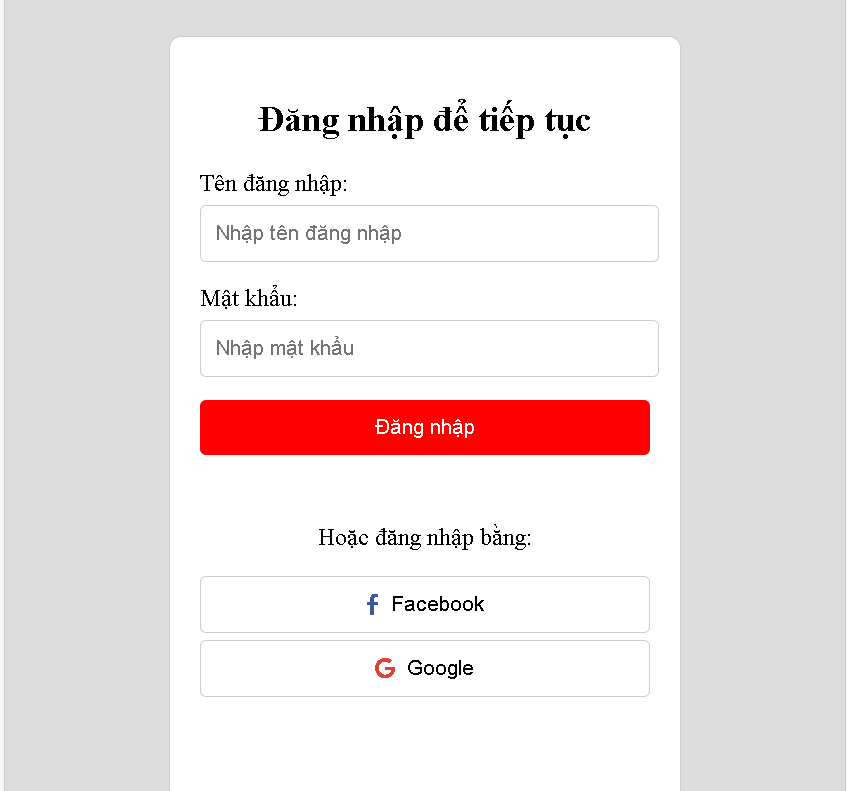 Đăng nhập để tiếp tục
Tên đăng nhập:
Nhập tên đăng nhập
Mật khẩu:
Nhập mật khẩu
Đăng nhập
Hoặc đăng nhập bằng:
Facebook
Google